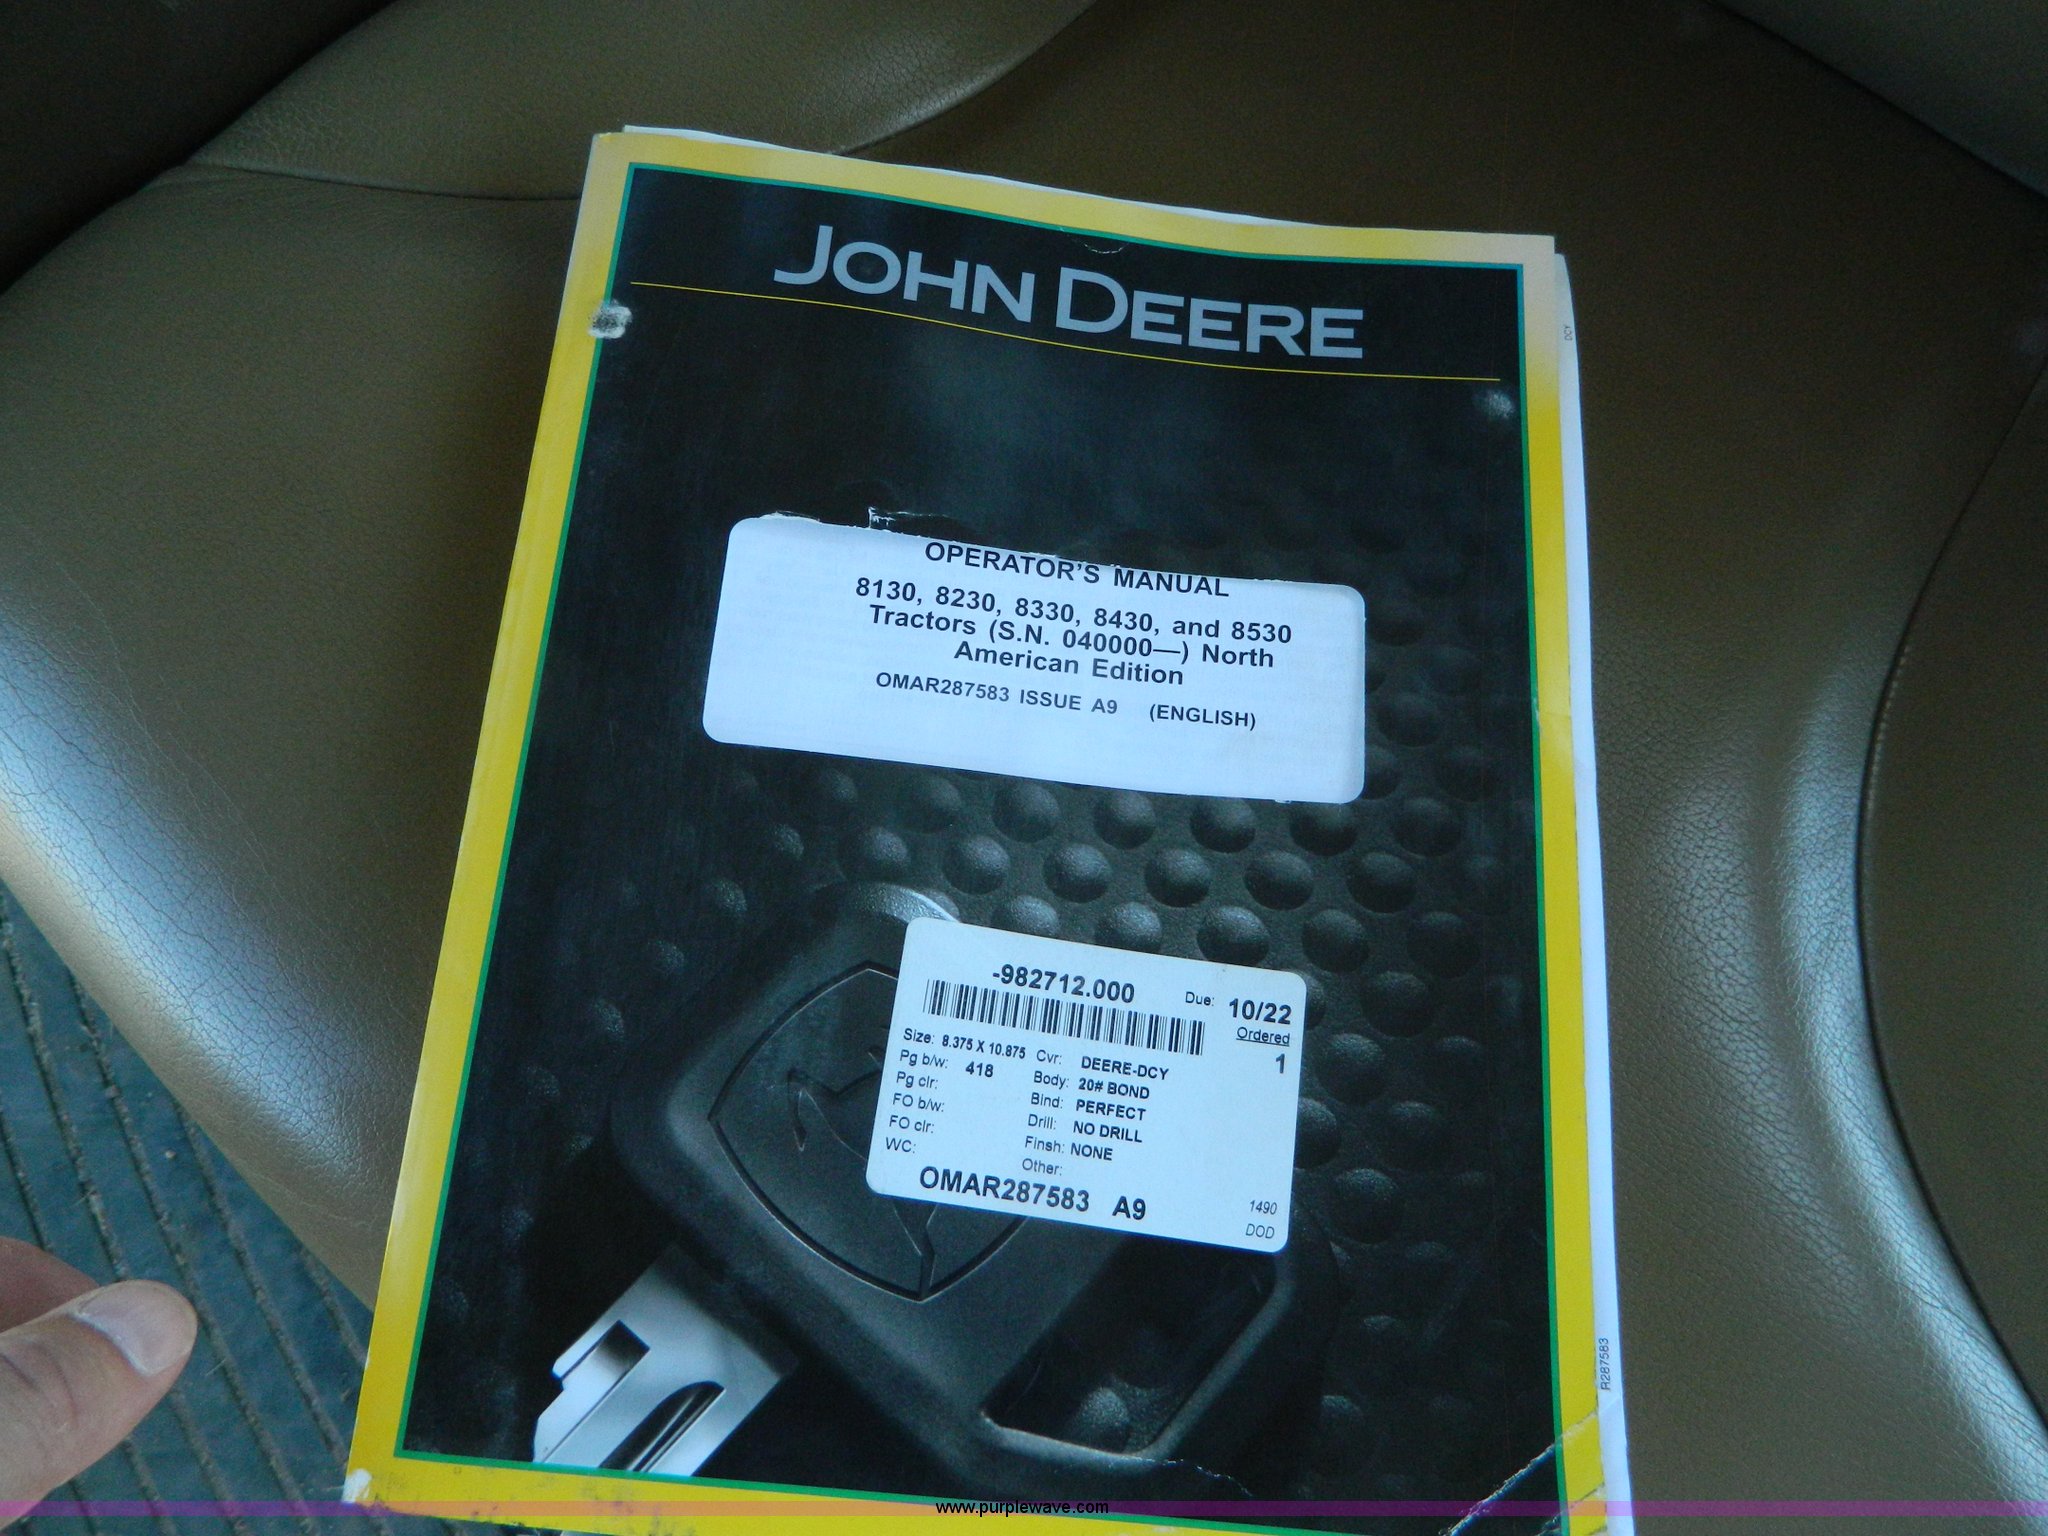 JOHN DEERE
DCY
OPERATOR'S MANUAL
8130, 8230, 8330, 8430, and 8530
Tractors (S.N. 040000—) North
American Edition
OMAR287583 ISSUE A9 (ENGLISH)
-982712.000 Due: 10/22
Ordered
1
Size: 8.375 X 10.875 Cvr: DEERE-DCY
Pg b/w: 418 Body: 20# BOND
Pg clr: Bind: PERFECT
FO b/w: Drill: NO DRILL
FO clr: Finsh: NONE
WC: Other:
OMAR287583 A9
1490
DOD
R287583
www.purplewave.com